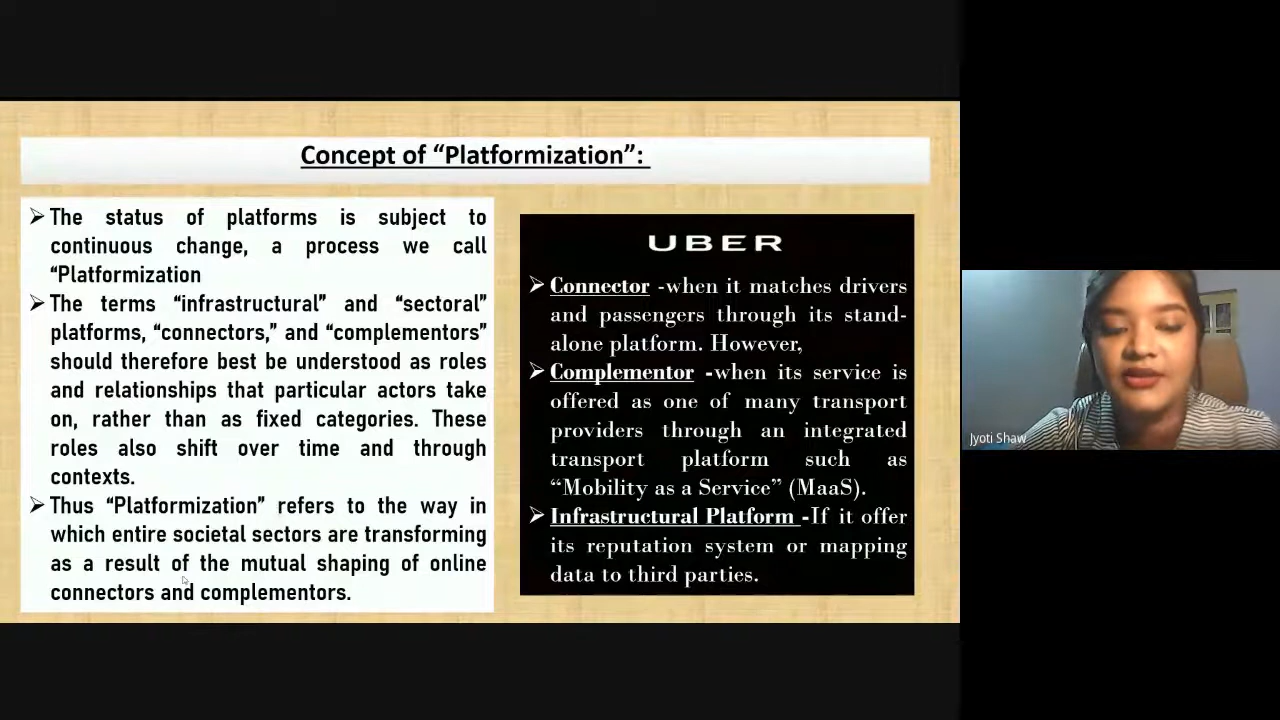 Concept of “Platformization”:
➢ The status of platforms is subject to
continuous change, a process we call
“Platformization
➢ The terms “infrastructural” and “sectoral”
platforms, “connectors,” and “complementors”
should therefore best be understood as roles
and relationships that particular actors take
on, rather than as fixed categories. These
roles also shift over time and through
contexts.
➢ Thus “Platformization” refers to the way in
which entire societal sectors are transforming
as a result of the mutual shaping of online
connectors and complementors.
UBER
➢ Connector -when it matches drivers
and passengers through its stand-
alone platform. However,
➢ Complementor -when its service is
offered as one of many transport
providers through an integrated
transport platform such as
“Mobility as a Service” (MaaS).
➢ Infrastructural Platform -If it offer
its reputation system or mapping
data to third parties.
Jyoti Shaw